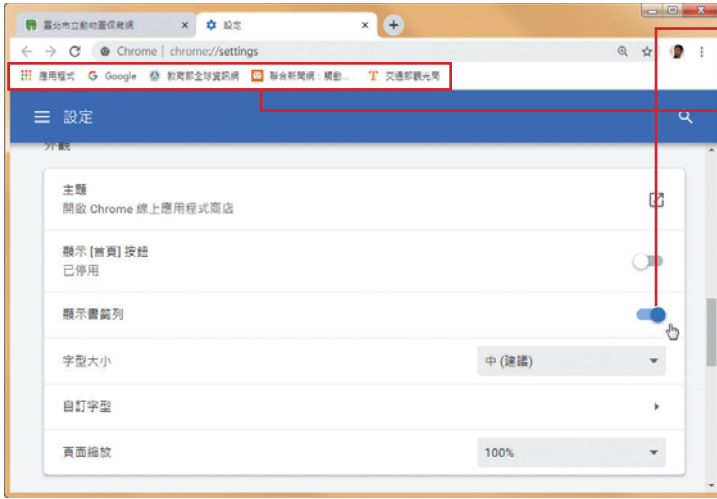 臺北市立動物園保育網
設定
Chrome | chrome://settings
應用程式 Google 教育部全球資訊網 聯合新聞網：觸動... 交通部觀光局
設定
外觀
主題
開啟 Chrome 線上應用程式商店
顯示 [首頁] 按鈕
已停用
顯示書籤列
字型大小 中 (建議)
自訂字型
頁面縮放 100%